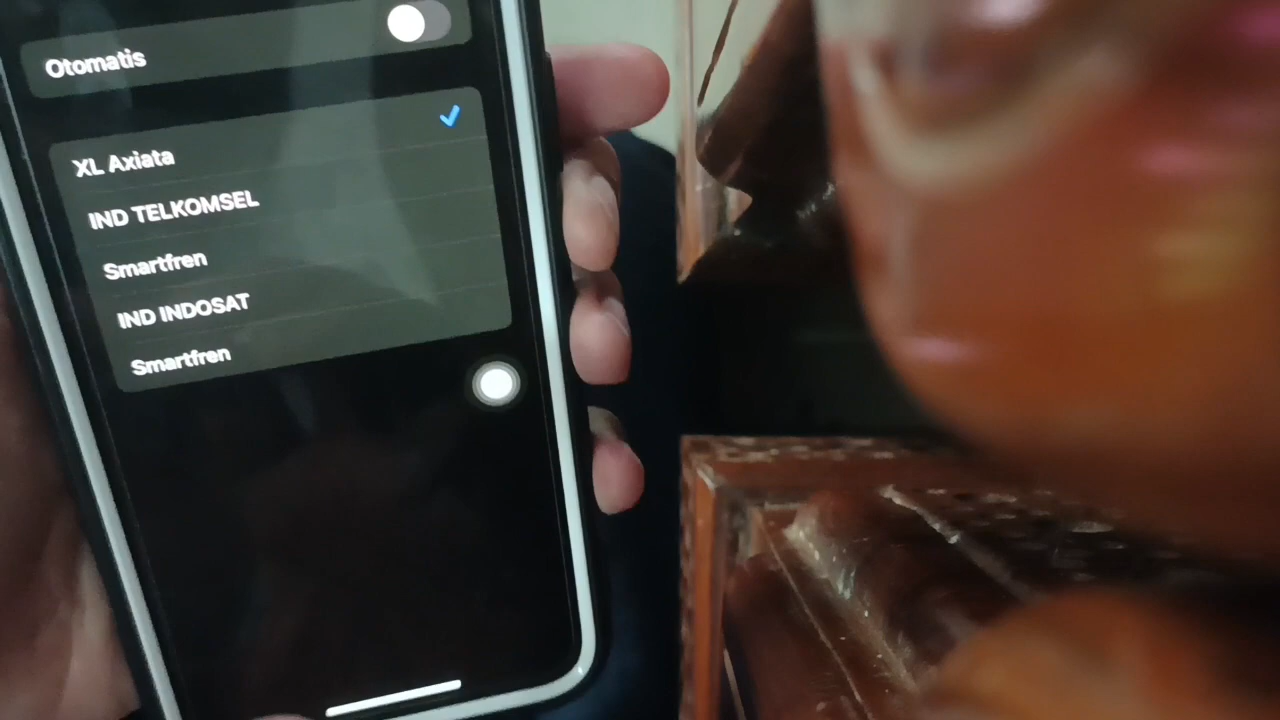 Otomatis
XL Axiata
IND TELKOMSEL
Smartfren
IND INDOSAT
Smartfren